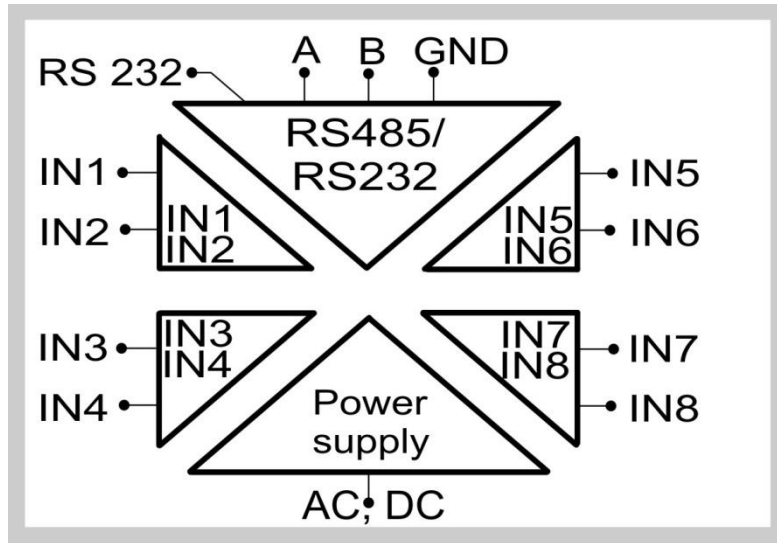 A B GND
RS 232
RS485/
RS232
IN1
IN2
IN1
IN2
IN5
IN6
IN5
IN6
IN3
IN4
IN3
IN4
IN7
IN8
IN7
IN8
Power
supply
AC; DC